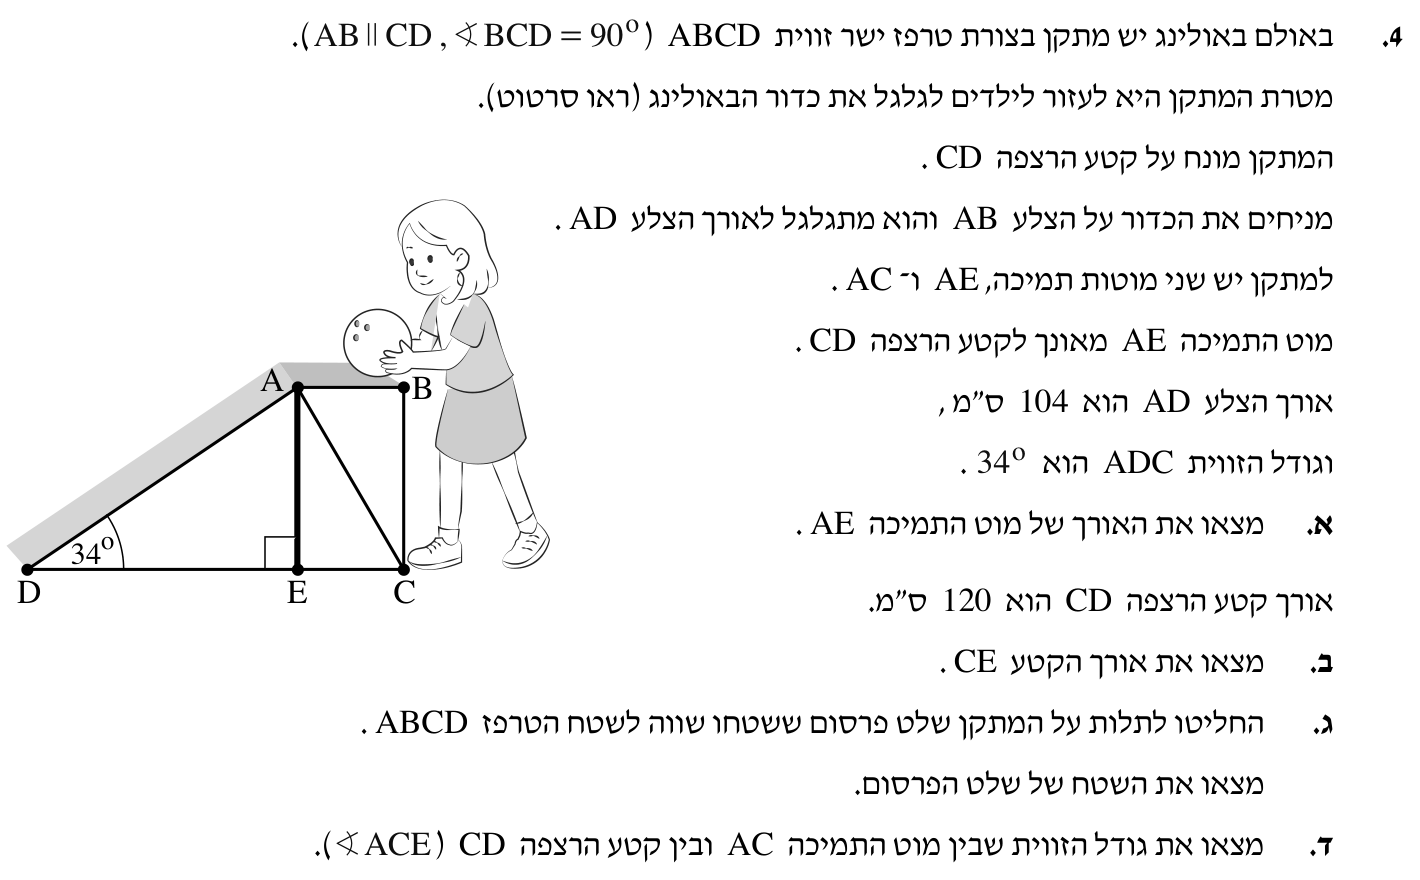 4. באולם באולינג יש מתקן בצורת טרפז ישר זווית ABCD (AB || CD , ∢BCD = 90°).
מטרת המתקן היא לעזור לילדים לגלגל את כדור הבאולינג (ראו סרטוט).
המתקן מונח על קטע הרצפה CD .
מניחים את הכדור על הצלע AB והוא מתגלגל לאורך הצלע AD .
למתקן יש שני מוטות תמיכה, AE ו־ AC .
מוט התמיכה AE מאונך לקטע הרצפה CD .
אורך הצלע AD הוא 104 ס״מ,
וגודל הזווית ADC הוא 34° .
א. מצאו את האורך של מוט התמיכה AE .
אורך קטע הרצפה CD הוא 120 ס״מ.
ב. מצאו את אורך הקטע CE .
ג. החליטו לתלות על המתקן שלט פרסום ששטחו שווה לשטח הטרפז ABCD .
מצאו את השטח של שלט הפרסום.
ד. מצאו את גודל הזווית שבין מוט התמיכה AC ובין קטע הרצפה CD (∢ACE).
A B
34°
D E C